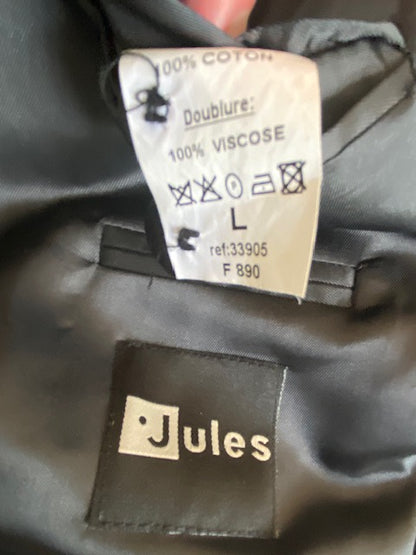 100% COTON
Doublure:
100% VISCOSE
L
ref:33905
F 890
Jules